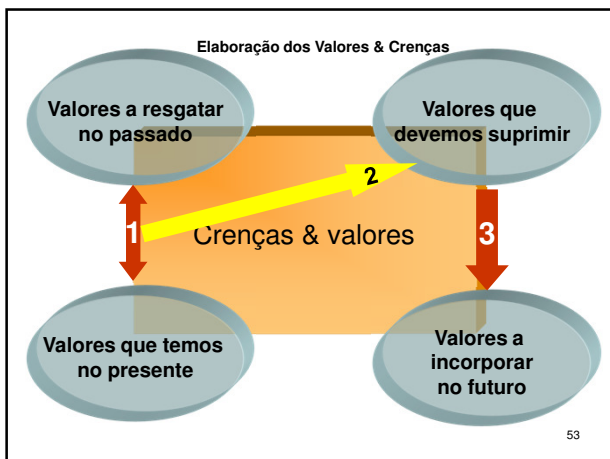 Elaboração dos Valores & Crenças
Valores a resgatar
no passado
Valores que
devemos suprimir
2
1
Crenças & valores
3
Valores que temos
no presente
Valores a
incorporar
no futuro
53